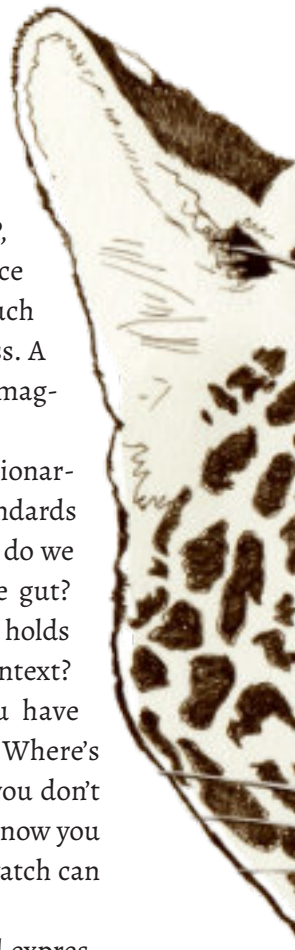 ?,
ce
uch
ss. A
mag-
ionar-
ndards
do we
e gut?
holds
ntext?
u have
Where's
you don't
now you
atch can
l expres-